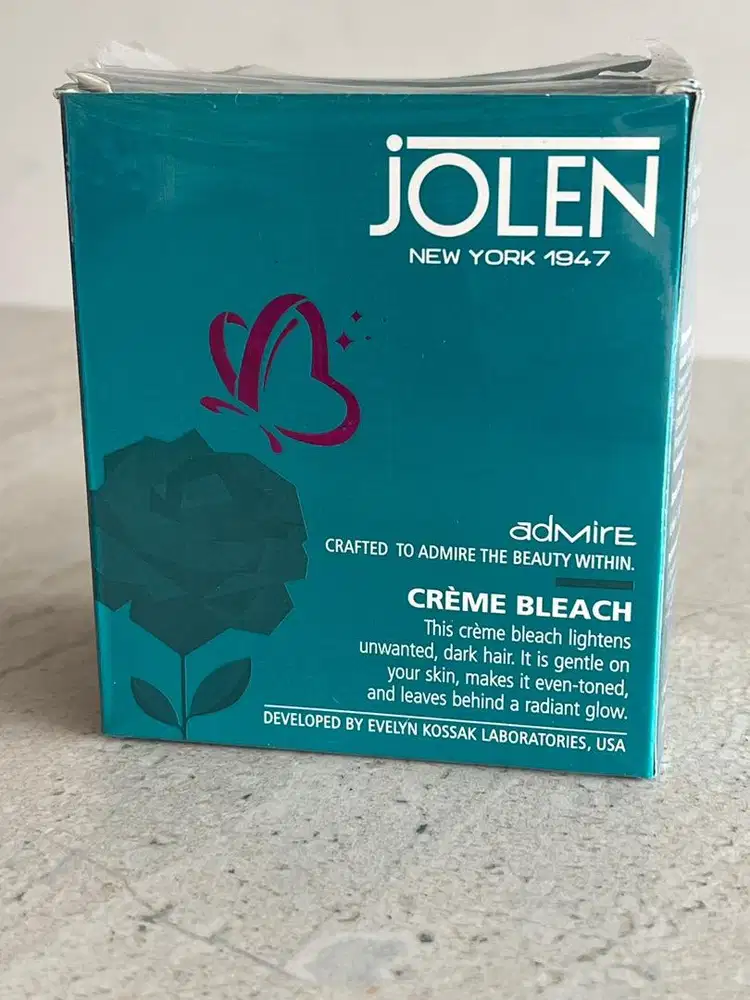 jOLEN
NEW YORK 1947
admire
CRAFTED TO ADMIRE THE BEAUTY WITHIN.
CRÈME BLEACH
This crème bleach lightens
unwanted, dark hair. It is gentle on
your skin, makes it even-toned,
and leaves behind a radiant glow.
DEVELOPED BY EVELYN KOSSAK LABORATORIES, USA